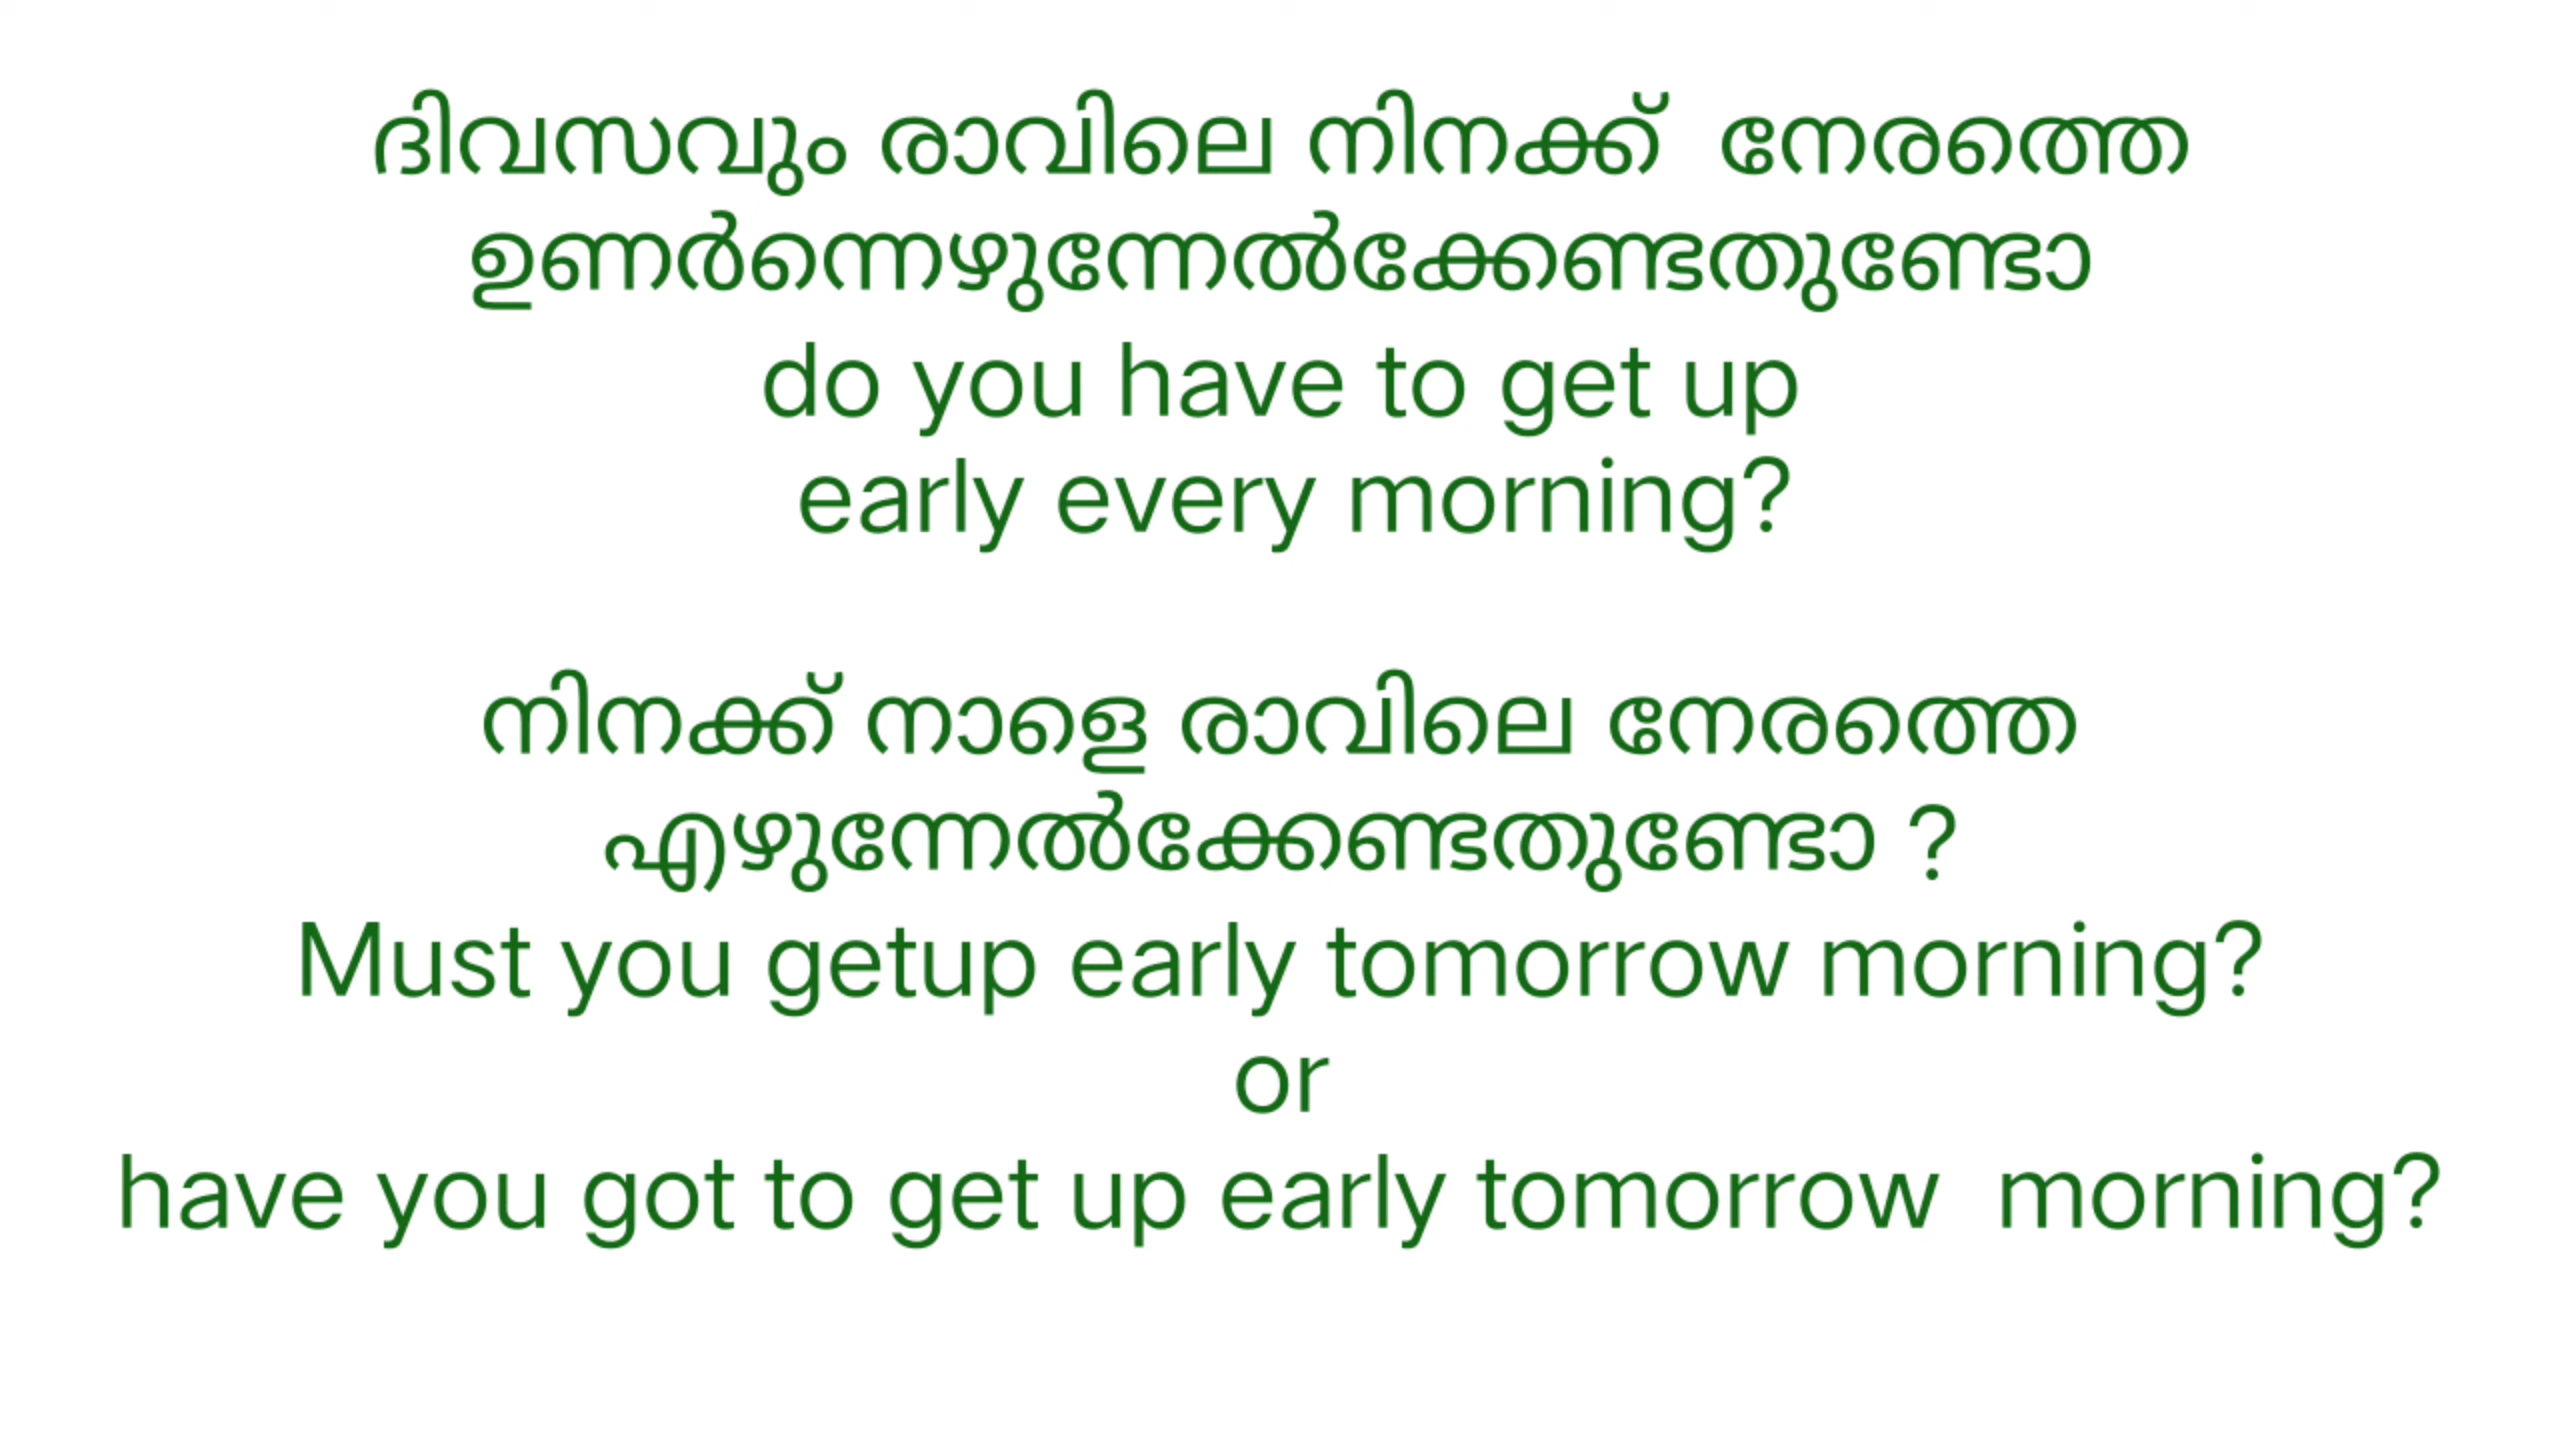 ദിവസവും രാവിലെ നിനക്ക്  നേരത്തെ
ഉണർന്നെഴുന്നേൽക്കേണ്ടതുണ്ടോ
do you have to get up
early every morning?
നിനക്ക് നാളെ രാവിലെ നേരത്തെ
എഴുന്നേൽക്കേണ്ടതുണ്ടോ ?
Must you getup early tomorrow morning?
or
have you got to get up early tomorrow  morning?